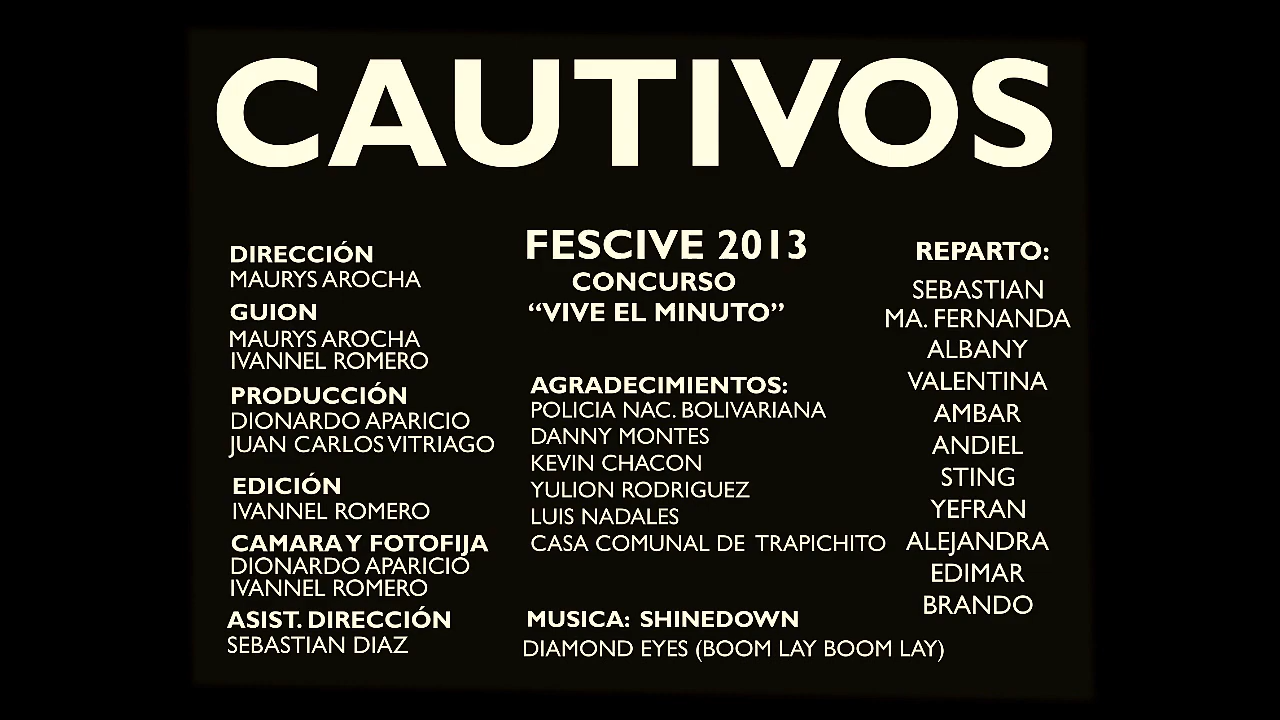 CAUTIVOS
DIRECCIÓN
MAURYS AROCHA
GUION
MAURYS AROCHA
IVANNEL ROMERO
PRODUCCIÓN
DIONARDO APARICIO
JUAN CARLOS VITRIAGO
EDICIÓN
IVANNEL ROMERO
CAMARA Y FOTOFIJA
DIONARDO APARICIO
IVANNEL ROMERO
ASIST. DIRECCIÓN
SEBASTIAN DIAZ
FESCIVE 2013
CONCURSO
“VIVE EL MINUTO”
AGRADECIMIENTOS:
POLICIA NAC. BOLIVARIANA
DANNY MONTES
KEVIN CHACON
YULION RODRIGUEZ
LUIS NADALES
CASA COMUNAL DE TRAPICHITO
MUSICA: SHINEDOWN
DIAMOND EYES (BOOM LAY BOOM LAY)
REPARTO:
SEBASTIAN
MA. FERNANDA
ALBANY
VALENTINA
AMBAR
ANDIEL
STING
YEFRAN
ALEJANDRA
EDIMAR
BRANDO